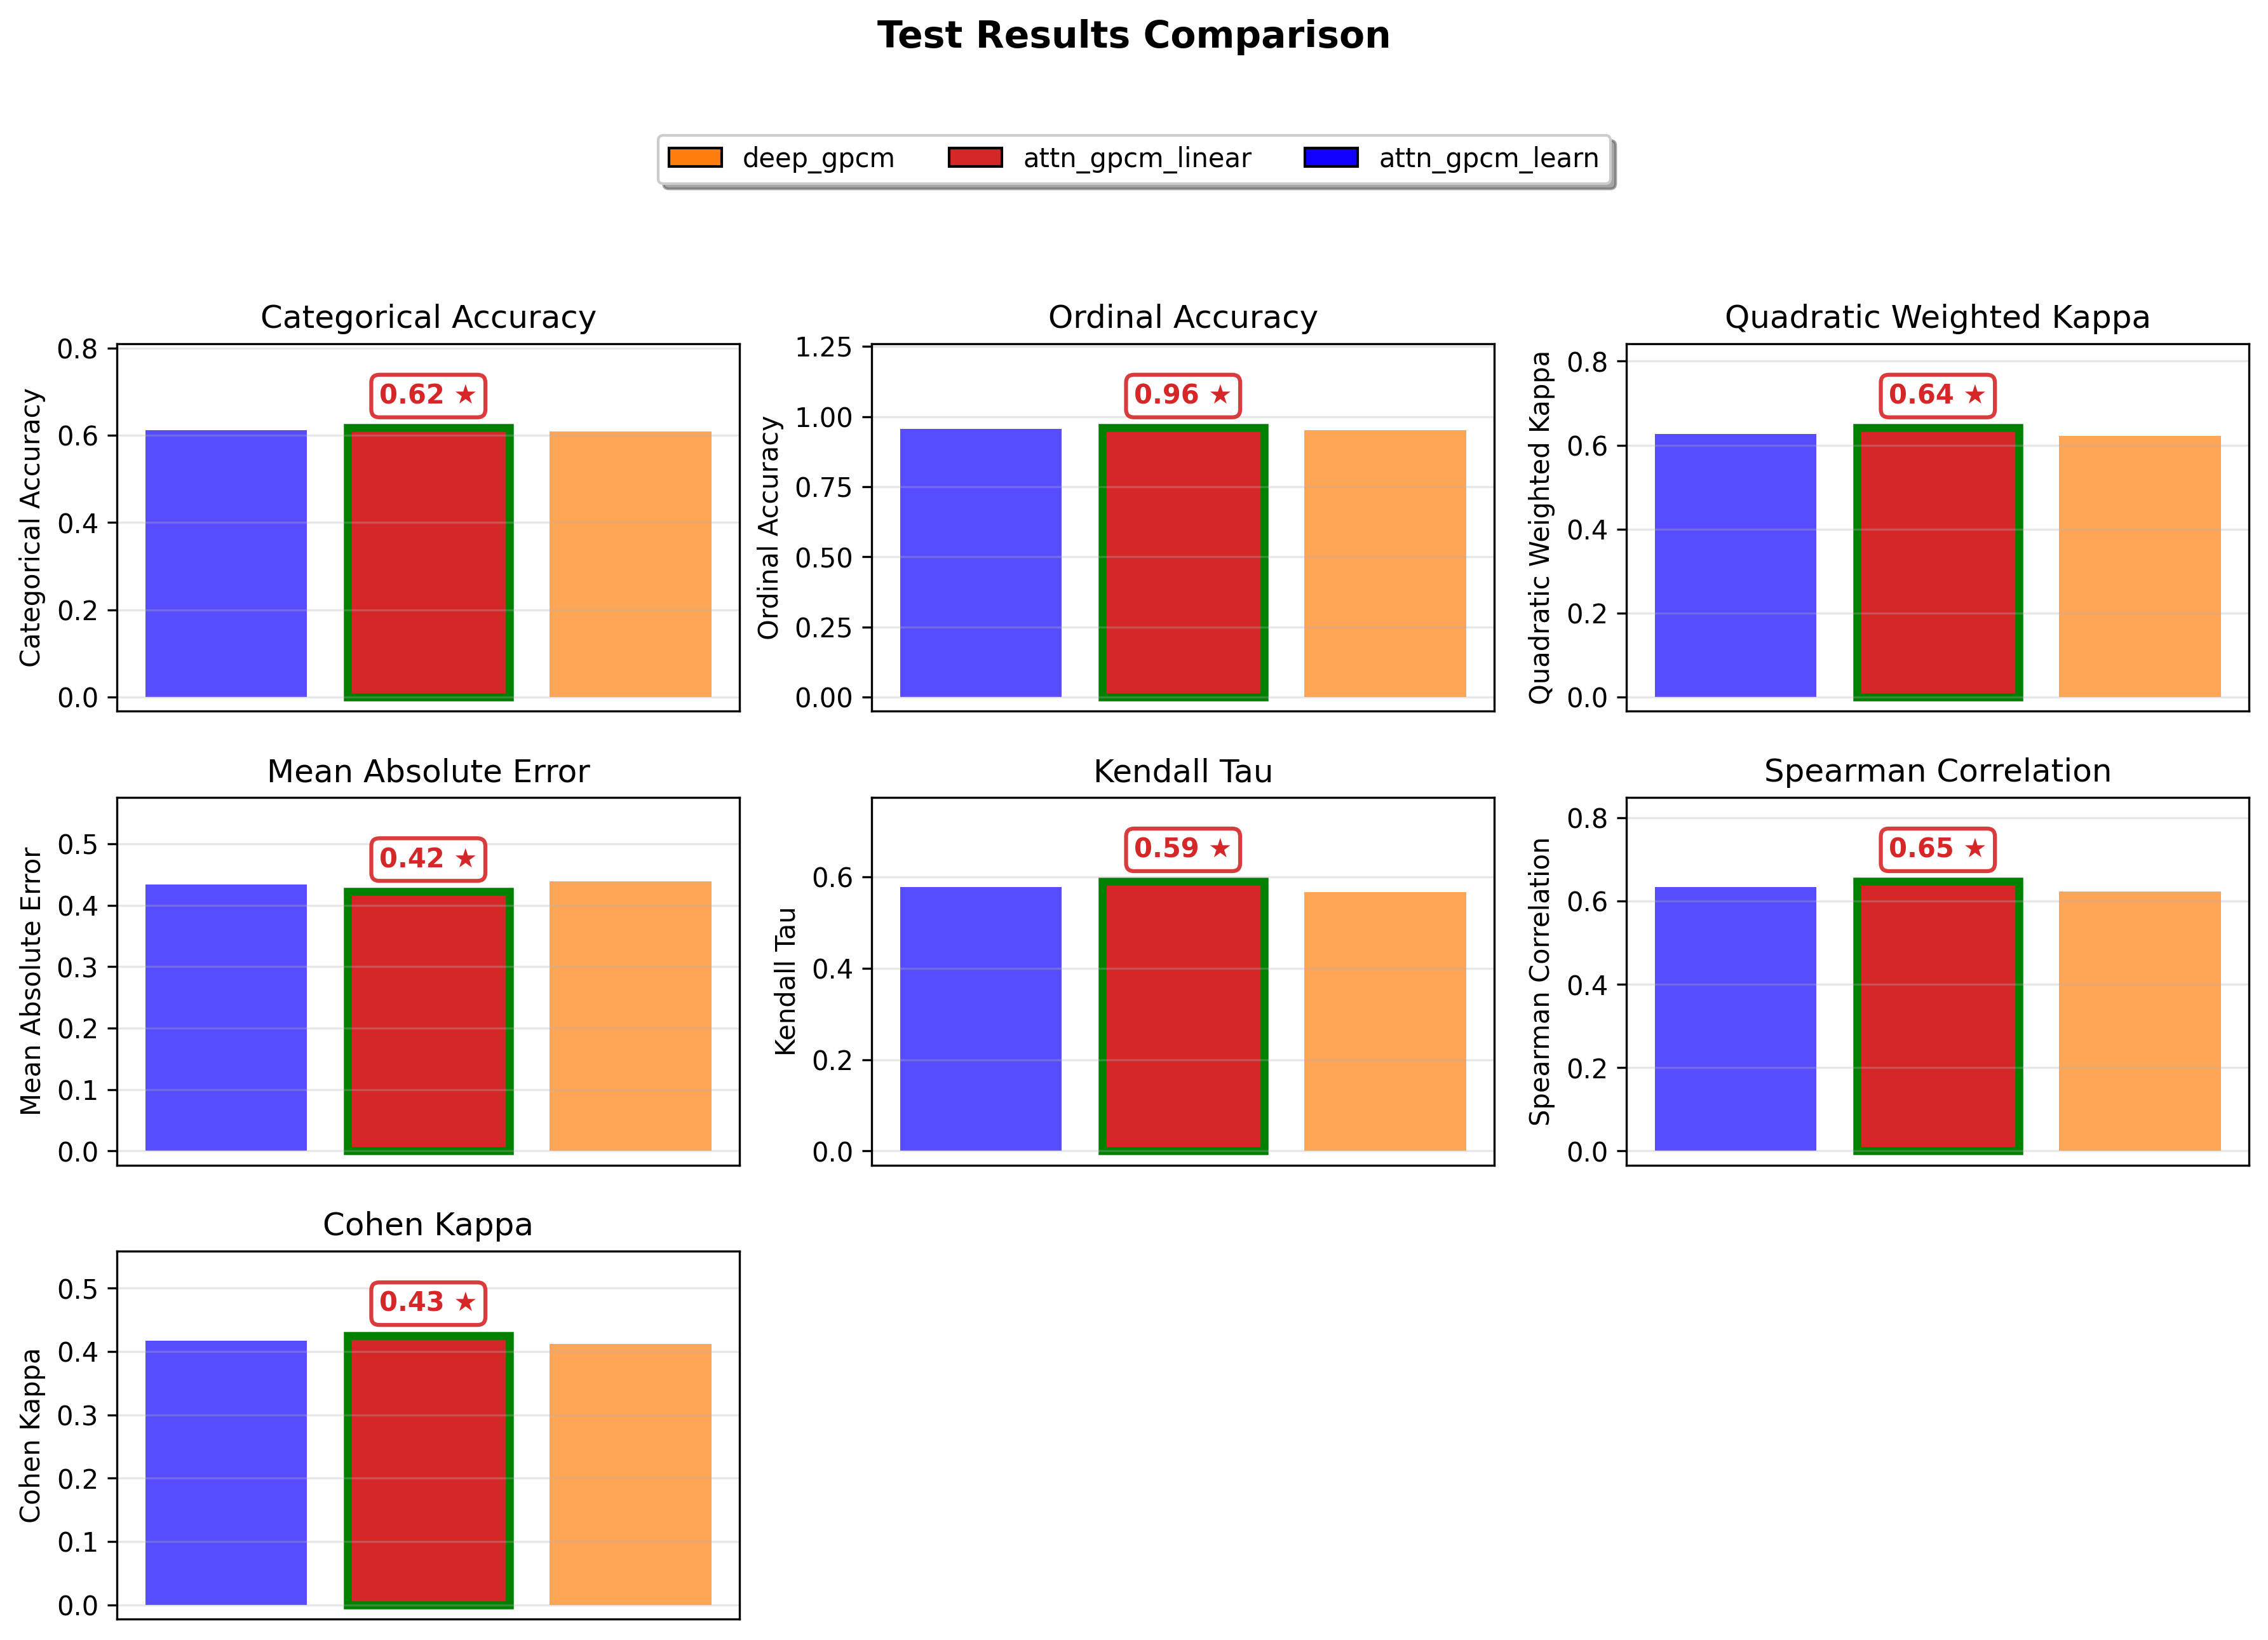 Test Results Comparison
deep_gpcm attn_gpcm_linear attn_gpcm_learn
Categorical Accuracy
Categorical Accuracy
0.8
0.6
0.4
0.2
0.0
0.62 ★
Ordinal Accuracy
Ordinal Accuracy
1.25
1.00
0.75
0.50
0.25
0.00
0.96 ★
Quadratic Weighted Kappa
Quadratic Weighted Kappa
0.8
0.6
0.4
0.2
0.0
0.64 ★
Mean Absolute Error
Mean Absolute Error
0.5
0.4
0.3
0.2
0.1
0.0
0.42 ★
Kendall Tau
Kendall Tau
0.6
0.4
0.2
0.0
0.59 ★
Spearman Correlation
Spearman Correlation
0.8
0.6
0.4
0.2
0.0
0.65 ★
Cohen Kappa
Cohen Kappa
0.5
0.4
0.3
0.2
0.1
0.0
0.43 ★